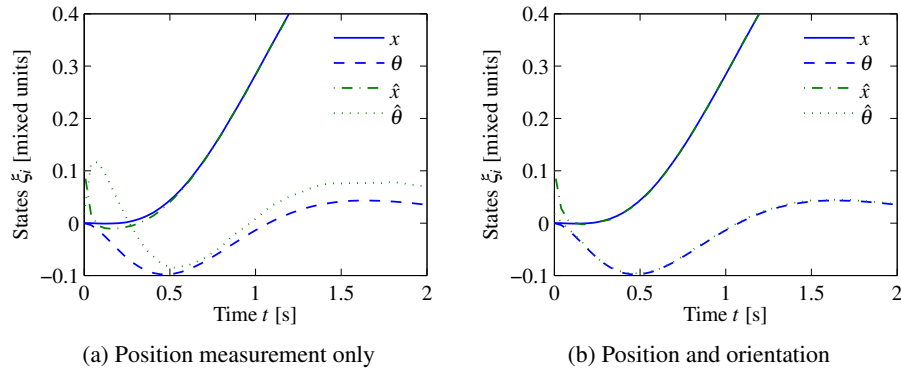 0.4
0.3
0.2
0.1
0
−0.1
States ξi [mixed units]
x
θ
x̂
θ̂
0
0.5
1
1.5
2
Time t [s]
(a) Position measurement only
0.4
0.3
0.2
0.1
0
−0.1
States ξi [mixed units]
x
θ
x̂
θ̂
0
0.5
1
1.5
2
Time t [s]
(b) Position and orientation